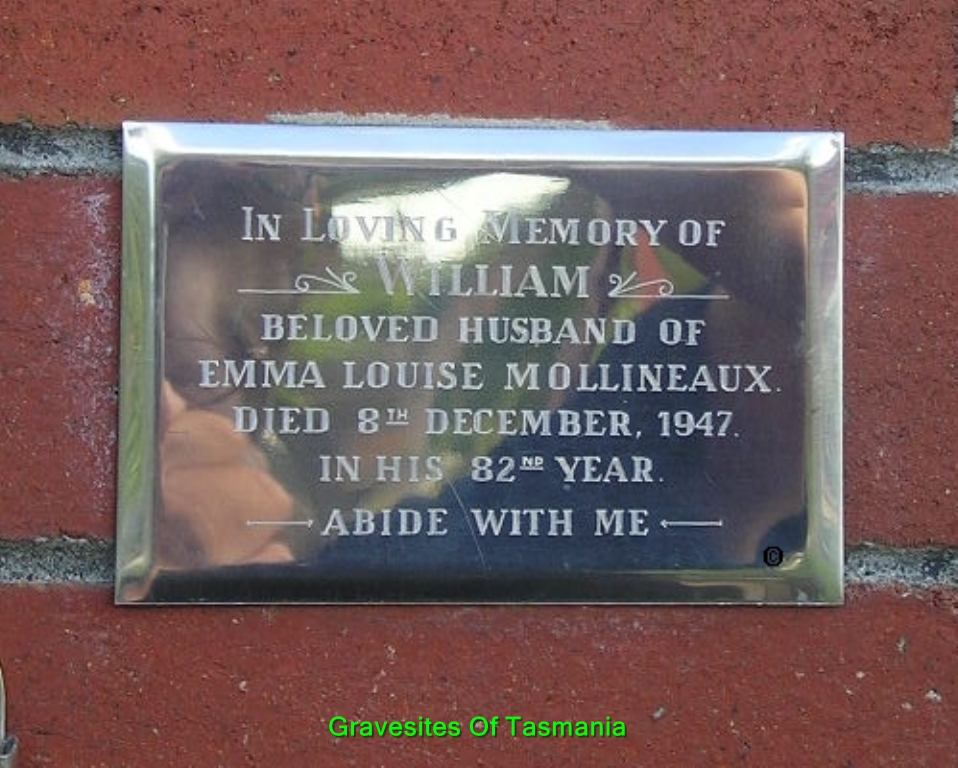 In Loving Memory of
William
BELOVED HUSBAND OF
EMMA LOUISE MOLLINEAUX.
DIED 8TH DECEMBER, 1947.
IN HIS 82ND YEAR.
ABIDE WITH ME
©
Gravesites Of Tasmania